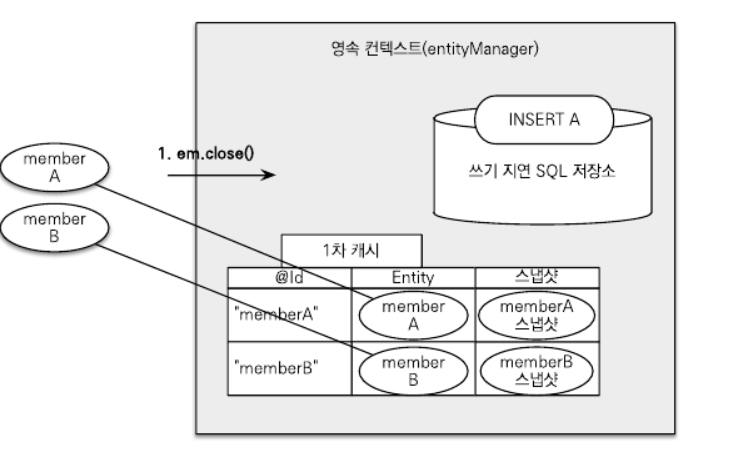 영속 컨텍스트(entityManager)
INSERT A
쓰기 지연 SQL 저장소
1. em.close()
member
A
member
B
1차 캐시
@Id Entity 스냅샷
"memberA" member
A memberA
스냅샷
"memberB" member
B memberB
스냅샷